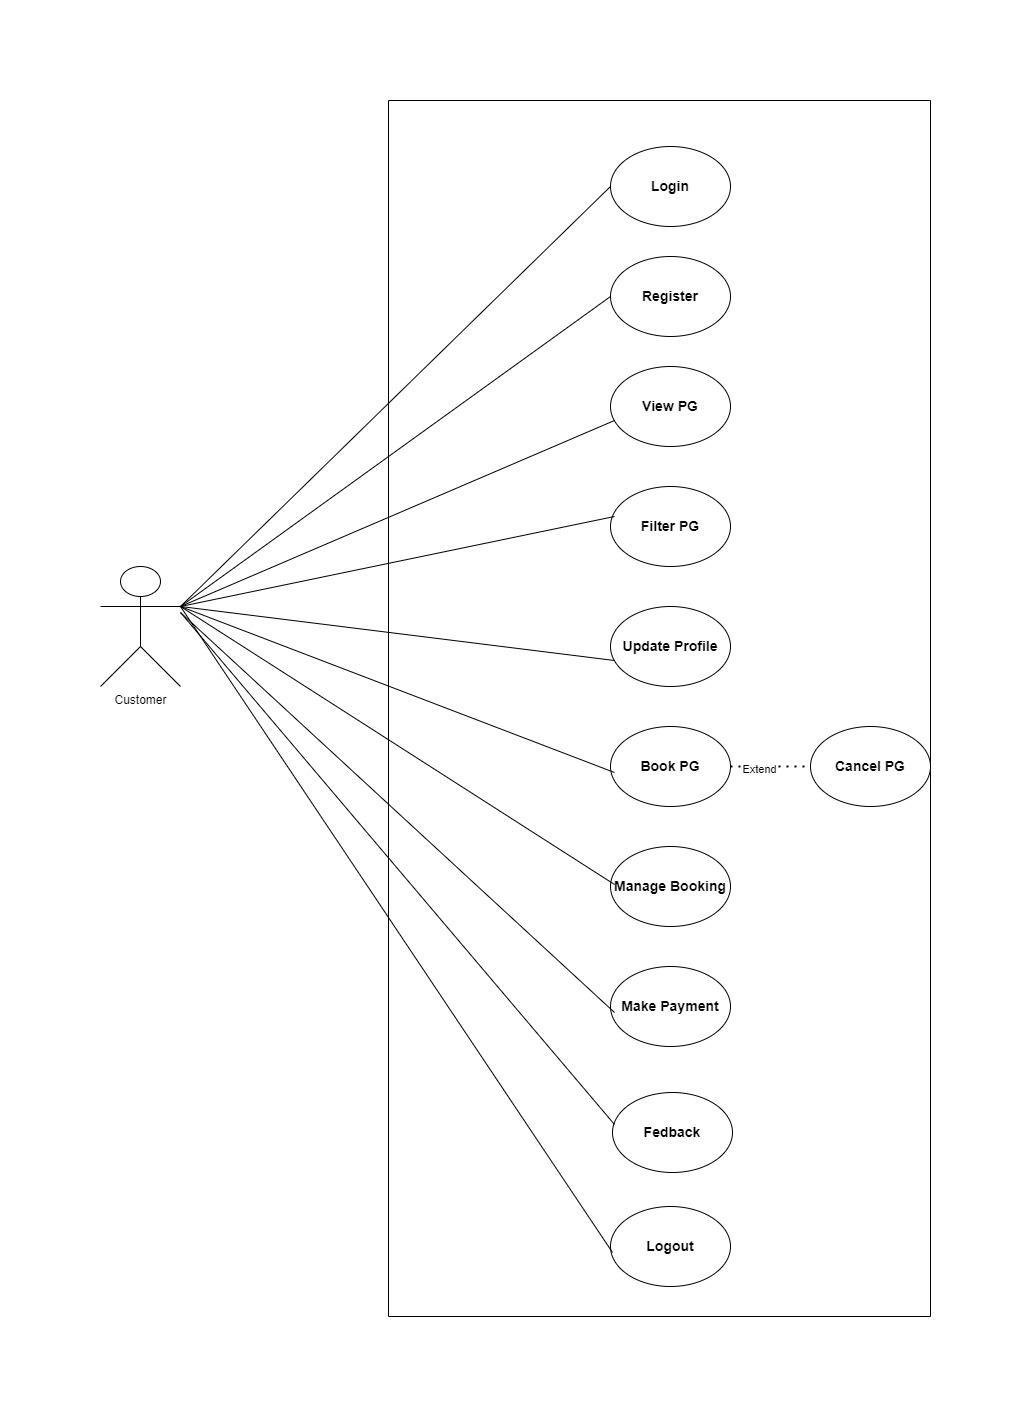 Login
Register
View PG
Filter PG
Customer
Update Profile
Book PG
Extend
Cancel PG
Manage Booking
Make Payment
Fedback
Logout